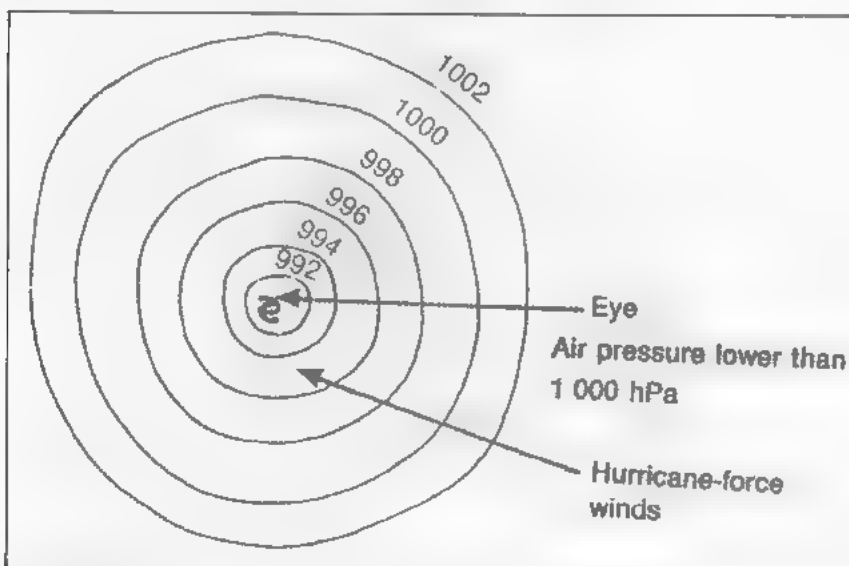 1002
1000
998
996
994
992
Eye
Air pressure lower than
1 000 hPa
Hurricane-force
winds